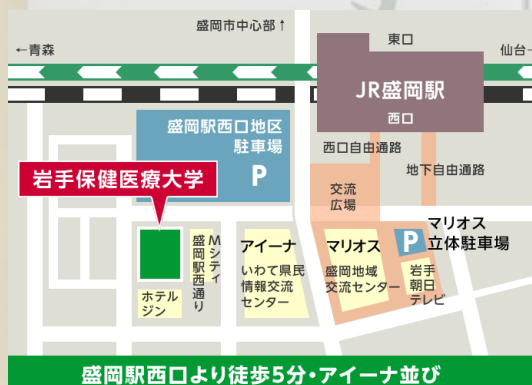 盛岡市中心部↑
←青森
東口
仙台→
JR盛岡駅
西口
盛岡駅西口地区
駐車場
P
西口自由通路
地下自由通路
岩手保健医療大学
交流
広場
マリオス
立体駐車場
P
Mシティ
盛岡駅西通り
アイーナ
いわて県民
情報交流
センター
マリオス
盛岡地域
交流センター
岩手
朝日
テレビ
ホテル
ジン
盛岡駅西口より徒歩5分・アイーナ並び